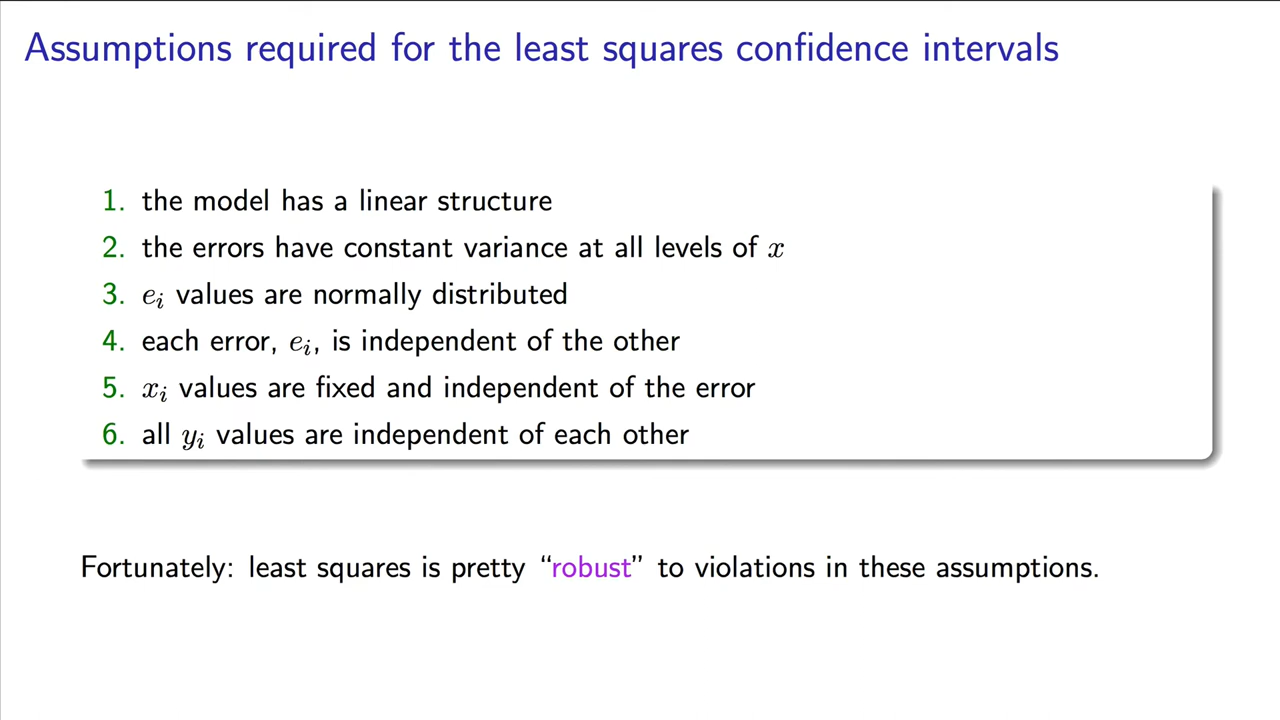 Assumptions required for the least squares confidence intervals
1. the model has a linear structure
2. the errors have constant variance at all levels of x
3. eᵢ values are normally distributed
4. each error, eᵢ, is independent of the other
5. xᵢ values are fixed and independent of the error
6. all yᵢ values are independent of each other
Fortunately: least squares is pretty “robust” to violations in these assumptions.